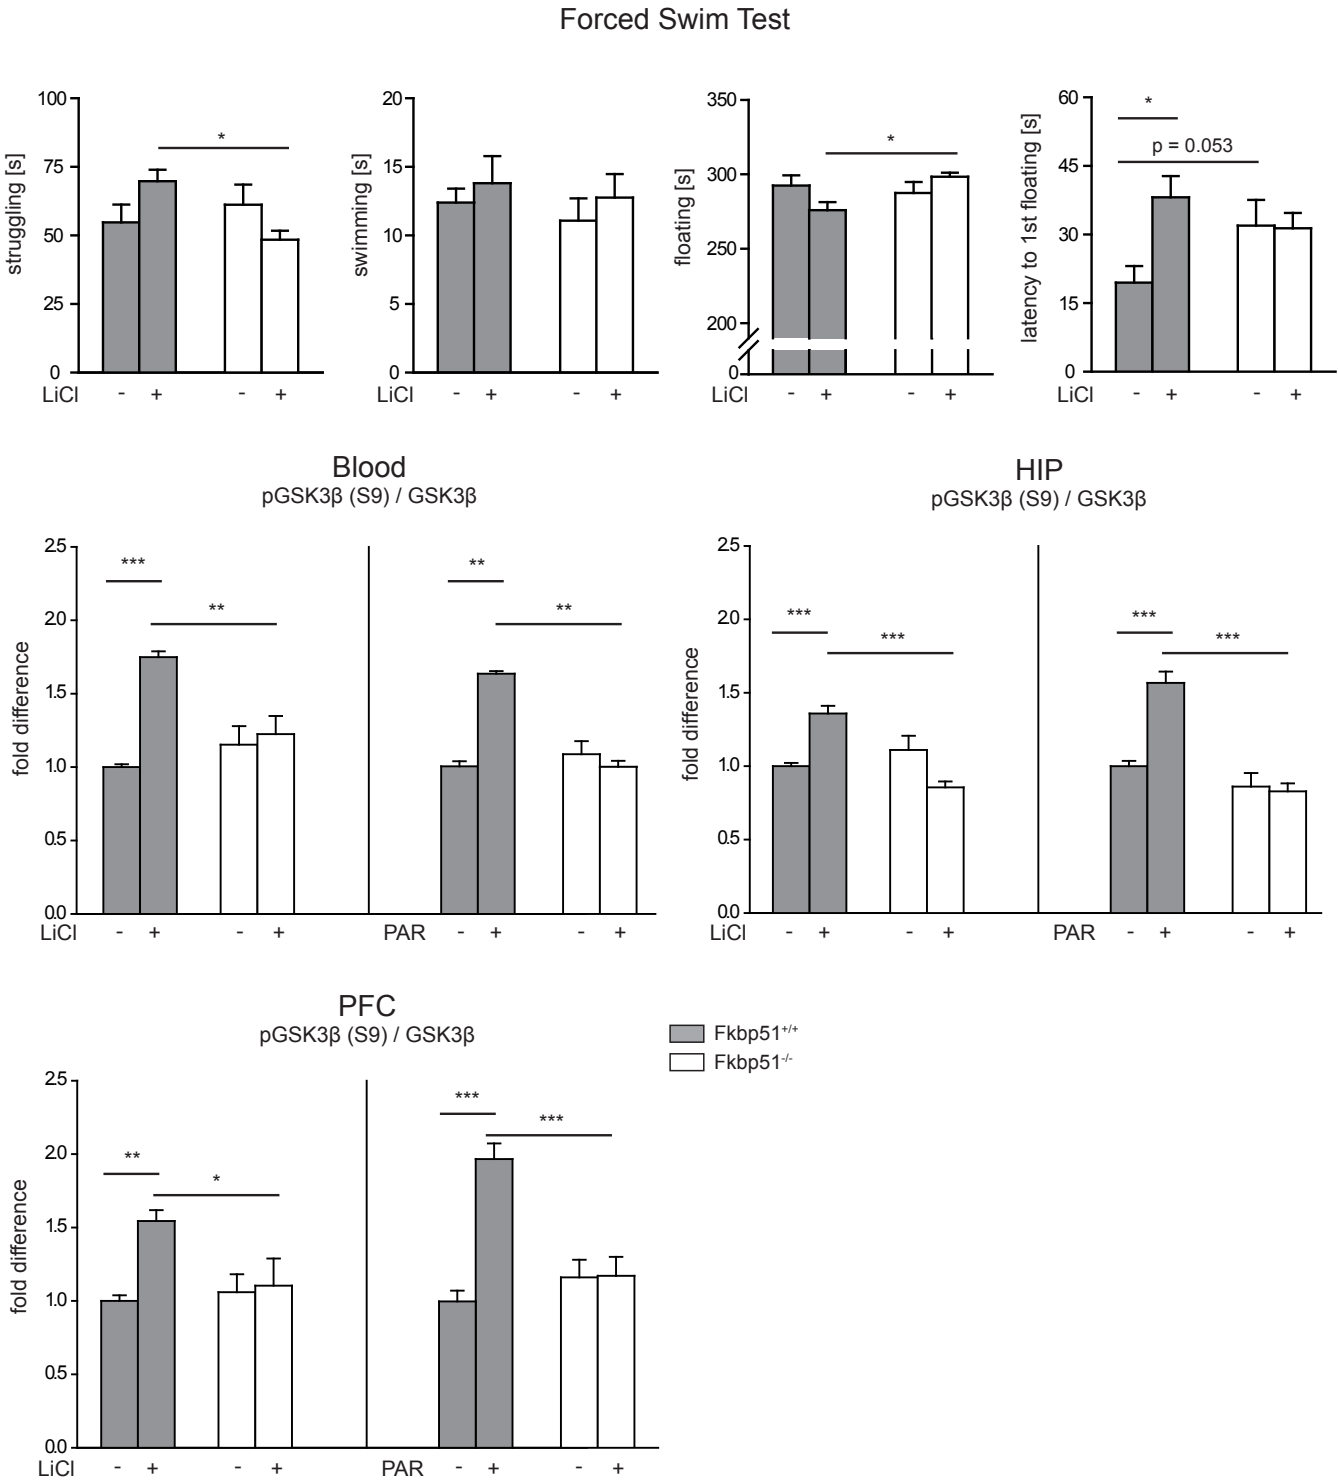 Forced Swim Test
struggling [s]
100
75
50
25
0
*
LiCl - + - +
swimming [s]
20
15
10
5
0
LiCl - + - +
floating [s]
350
300
250
200
0
*
LiCl - + - +
latency to 1st floating [s]
60
45
30
15
0
*
p = 0.053
LiCl - + - +
Blood
pGSK3β (S9) / GSK3β
fold difference
2.5
2.0
1.5
1.0
0.5
0.0
***
**
**
**
LiCl - + - + PAR - + - +
HIP
pGSK3β (S9) / GSK3β
fold difference
2.5
2.0
1.5
1.0
0.5
0.0
***
***
***
***
LiCl - + - + PAR - + - +
PFC
pGSK3β (S9) / GSK3β
fold difference
2.5
2.0
1.5
1.0
0.5
0.0
**
*
***
***
LiCl - + - + PAR - + - +
Fkbp51+/+
Fkbp51-/-